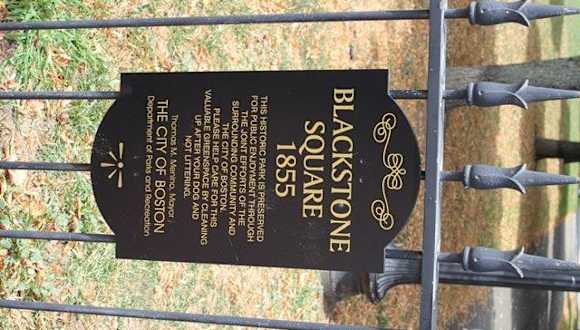 BLACKSTONE
SQUARE
1855
THIS HISTORIC PARK IS PRESERVED
FOR PUBLIC ENJOYMENT THROUGH
THE JOINT EFFORTS OF THE
SURROUNDING COMMUNITY AND
THE CITY OF BOSTON.
PLEASE HELP CARE FOR THIS
VALUABLE GREENSPACE BY CLEANING
UP AFTER YOUR DOG AND
NOT LITTERING.
Thomas M. Menino, Mayor
THE CITY OF BOSTON
Department of Parks and Recreation